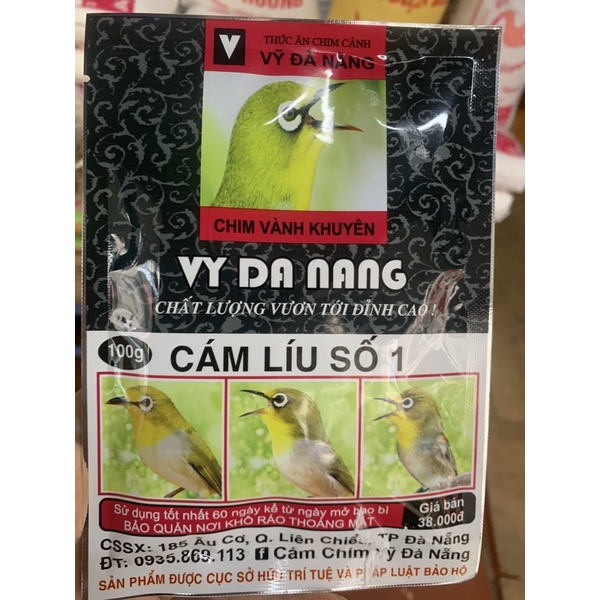 V
THỨC ĂN CHIM CẢNH
VỸ ĐÀ NẴNG
CHIM VÀNH KHUYÊN
VY DA NANG
CHẤT LƯỢNG VƯƠN TỚI ĐỈNH CAO !
100g
CÁM LÍU SỐ 1
Sử dụng tốt nhất 60 ngày kể từ ngày mở bao bì
BẢO QUẢN NƠI KHÔ RÁO THOÁNG MÁT
Giá bán
38.000đ
CSSX: 185 Âu Cơ, Q. Liên Chiểu, TP Đà Nẵng
ĐT: 0935.869.113 f Cám Chim Vỹ Đà Nẵng
SẢN PHẨM ĐƯỢC CỤC SỞ HỮU TRÍ TUỆ VÀ PHÁP LUẬT BẢO HỘ